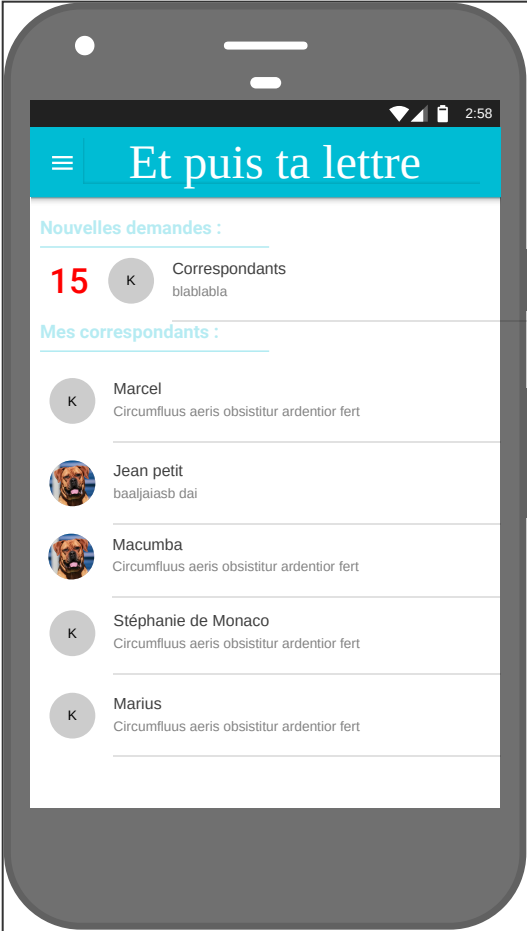 2:58
Et puis ta lettre
Nouvelles demandes :
15
K
Correspondants
blablabla
Mes correspondants :
K
Marcel
Circumfluus aeris obsistitur ardentior fert
Jean petit
baaljaiasb dai
Macumba
Circumfluus aeris obsistitur ardentior fert
K
Stéphanie de Monaco
Circumfluus aeris obsistitur ardentior fert
K
Marius
Circumfluus aeris obsistitur ardentior fert